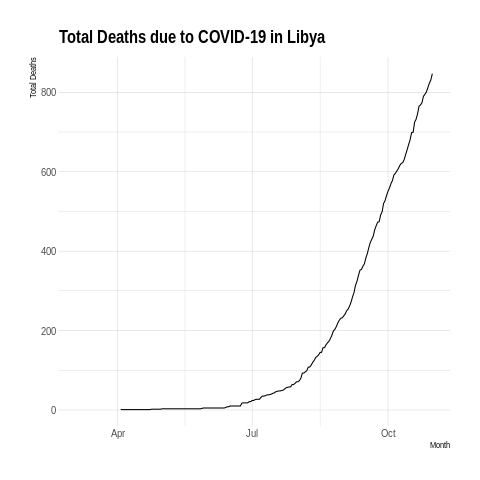 Total Deaths due to COVID-19 in Libya
Total Deaths
800
600
400
200
0
Apr
Jul
Oct
Month